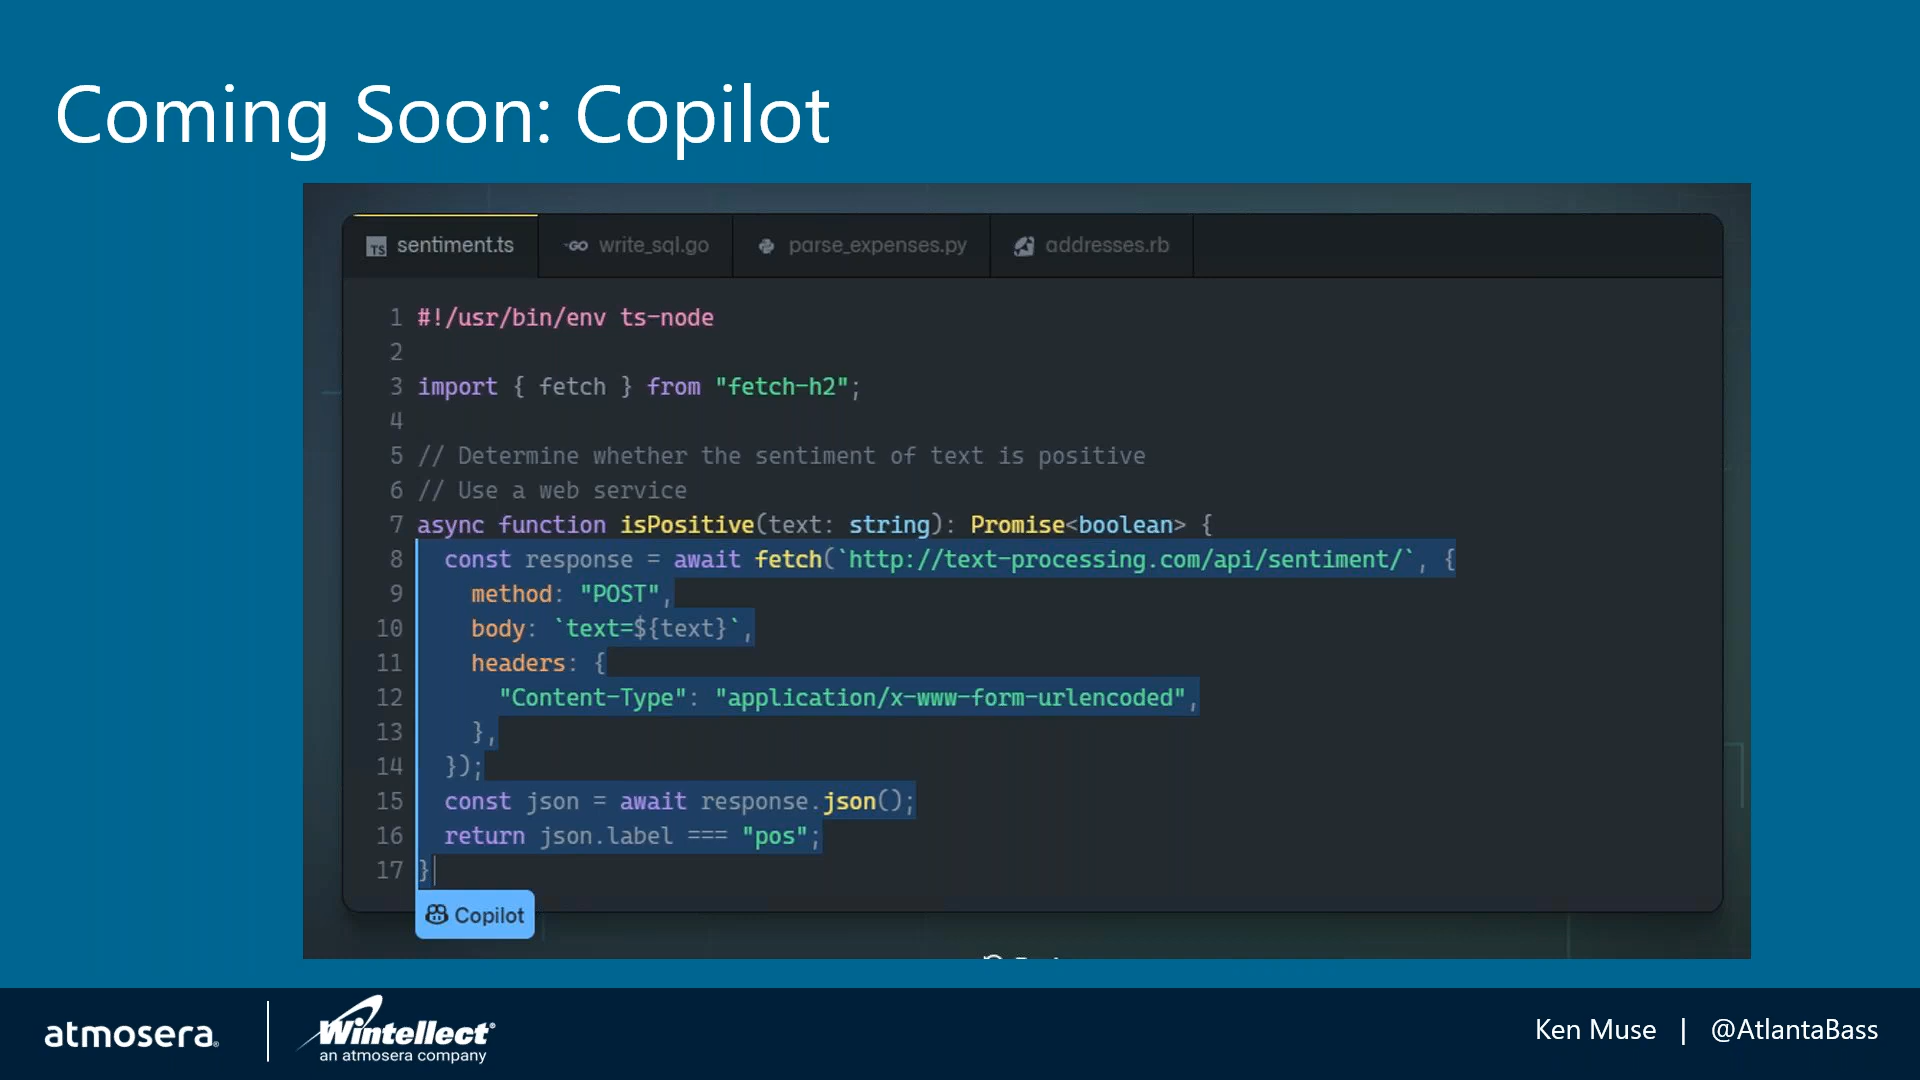 Coming Soon: Copilot
sentiment.ts write_sql.go parse_expenses.py addresses.rb
1 #!/usr/bin/env ts-node
2
3 import { fetch } from "fetch-h2";
4
5 // Determine whether the sentiment of text is positive
6 // Use a web service
7 async function isPositive(text: string): Promise<boolean> {
8 const response = await fetch(`http://text-processing.com/api/sentiment/`, {
9 method: "POST",
10 body: `text=${text}`,
11 headers: {
12 "Content-Type": "application/x-www-form-urlencoded",
13 },
14 });
15 const json = await response.json();
16 return json.label === "pos";
17 }
Copilot
atmosera® Wintellect®
an atmosera company
Ken Muse | @AtlantaBass